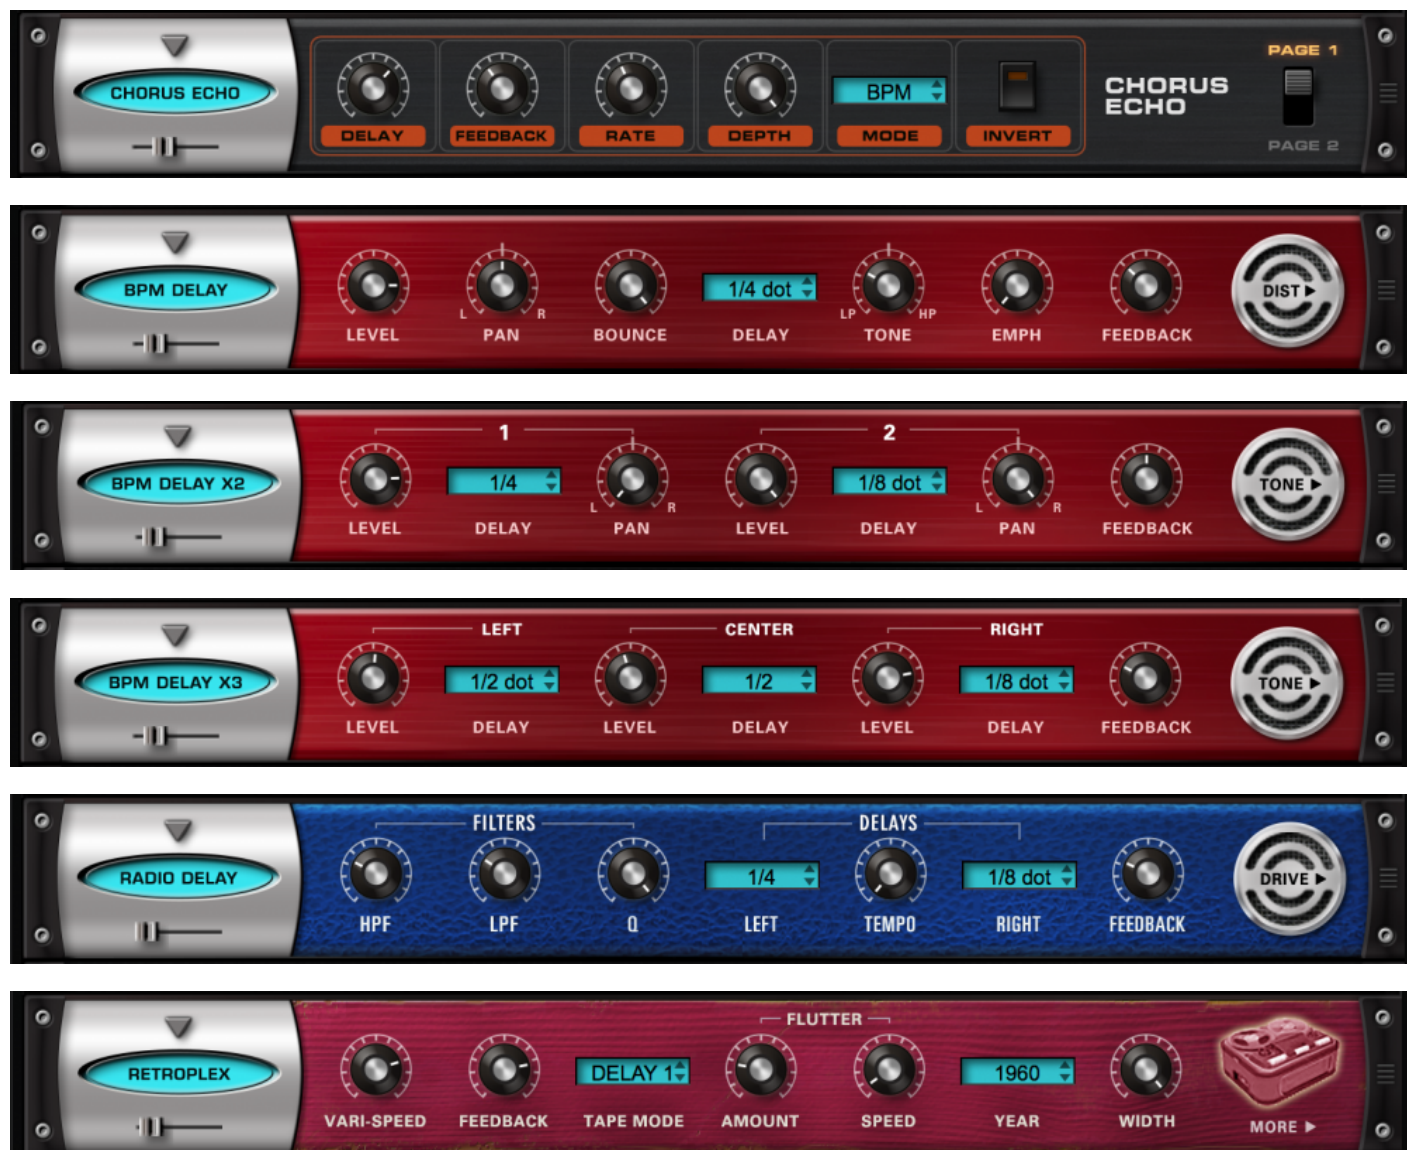 PAGE 1
CHORUS ECHO
BPM
CHORUS
ECHO
DELAY FEEDBACK RATE DEPTH MODE INVERT
PAGE 2
BPM DELAY
1/4 dot
DIST
L R LP HP
LEVEL PAN BOUNCE DELAY TONE EMPH FEEDBACK
1 2
BPM DELAY X2
1/4 1/8 dot
TONE
L R L R
LEVEL DELAY PAN LEVEL DELAY PAN FEEDBACK
LEFT CENTER RIGHT
BPM DELAY X3
1/2 dot 1/2 1/8 dot
TONE
LEVEL DELAY LEVEL DELAY LEVEL DELAY FEEDBACK
FILTERS DELAYS
RADIO DELAY
1/4 1/8 dot
DRIVE
HPF LPF Q LEFT TEMPO RIGHT FEEDBACK
FLUTTER
RETROPLEX
DELAY 1 1960
VARI-SPEED FEEDBACK TAPE MODE AMOUNT SPEED YEAR WIDTH
MORE